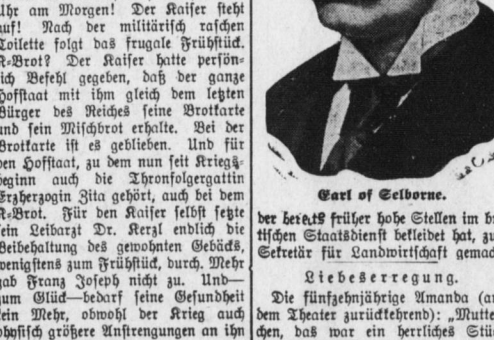 Uhr am Morgen! Der Kaiser steht
auf! Nach der militärisch raschen
Toilette folgt das frugale Frühstück.
K-Brot? Der Kaiser hatte persön-
lich Befehl gegeben, daß der ganze
Hofstaat mit ihm gleich dem letzten
Bürger des Reiches seine Brotkarte
und sein Mischbrot erhalte. Bei der
Brotkarte ist es geblieben. Und für
den Hofstaat, zu dem nun seit Kriegs-
beginn auch die Thronfolgergattin
Erzherzogin Zita gehört, auch bei dem
K-Brot. Für den Kaiser selbst setzte
sein Leibarzt Dr. Kerzl endlich die
Beibehaltung des gewohnten Gebäcks,
wenigstens zum Frühstück, durch. Mehr
gab Franz Joseph nicht zu. Und—
zum Glück—bedarf seine Gesundheit
kein Mehr, obwohl der Krieg auch
physisch größere Anstrengungen an ihn
Earl of Selborne.
der bereits früher hohe Stellen im bri
tischen Staatsdienst bekleidet hat, zu
Sekretär für Landwirtschaft gemach
Liebeserregung.
Die fünfzehnjährige Amanda (au
dem Theater zurückkehrend): „Mutter
chen, das war ein herrliches Stüc